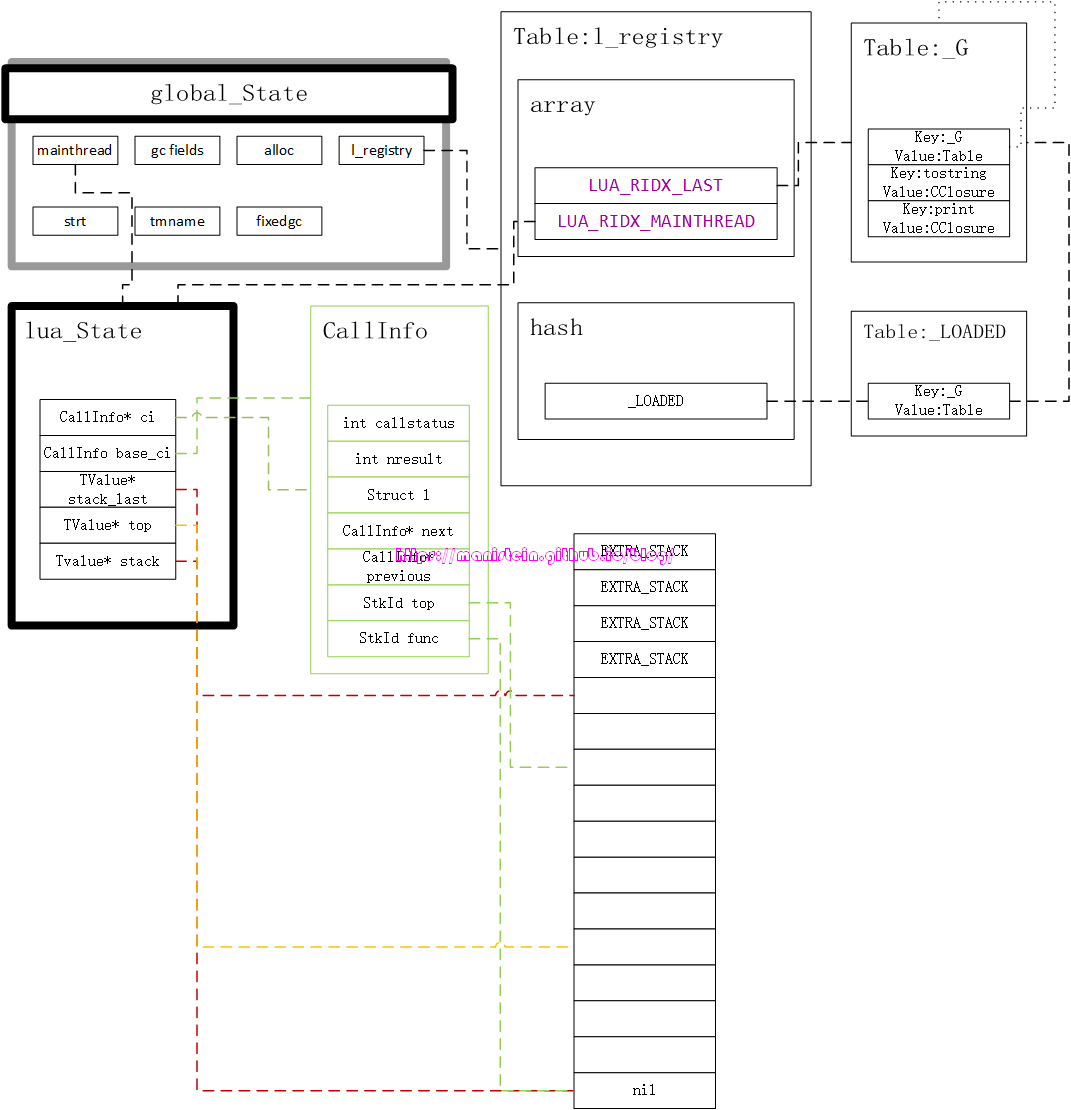 global_State
mainthread
gc fields
alloc
l_registry
strt
tmname
fixedgc
Table:l_registry
array
LUA_RIDX_LAST
LUA_RIDX_MAINTHREAD
hash
_LOADED
Table:_G
Key:_G
Value:Table
Key:tostring
Value:CClosure
Key:print
Value:CClosure
Table:_LOADED
Key:_G
Value:Table
lua_State
CallInfo* ci
CallInfo base_ci
TValue*
stack_last
TValue* top
Tvalue* stack
CallInfo
int callstatus
int nresult
Struct l
CallInfo* next
CallInfo*
previous
StkId top
StkId func
https://manistein.github.io/blog/
EXTRA_STACK
EXTRA_STACK
EXTRA_STACK
EXTRA_STACK
nil